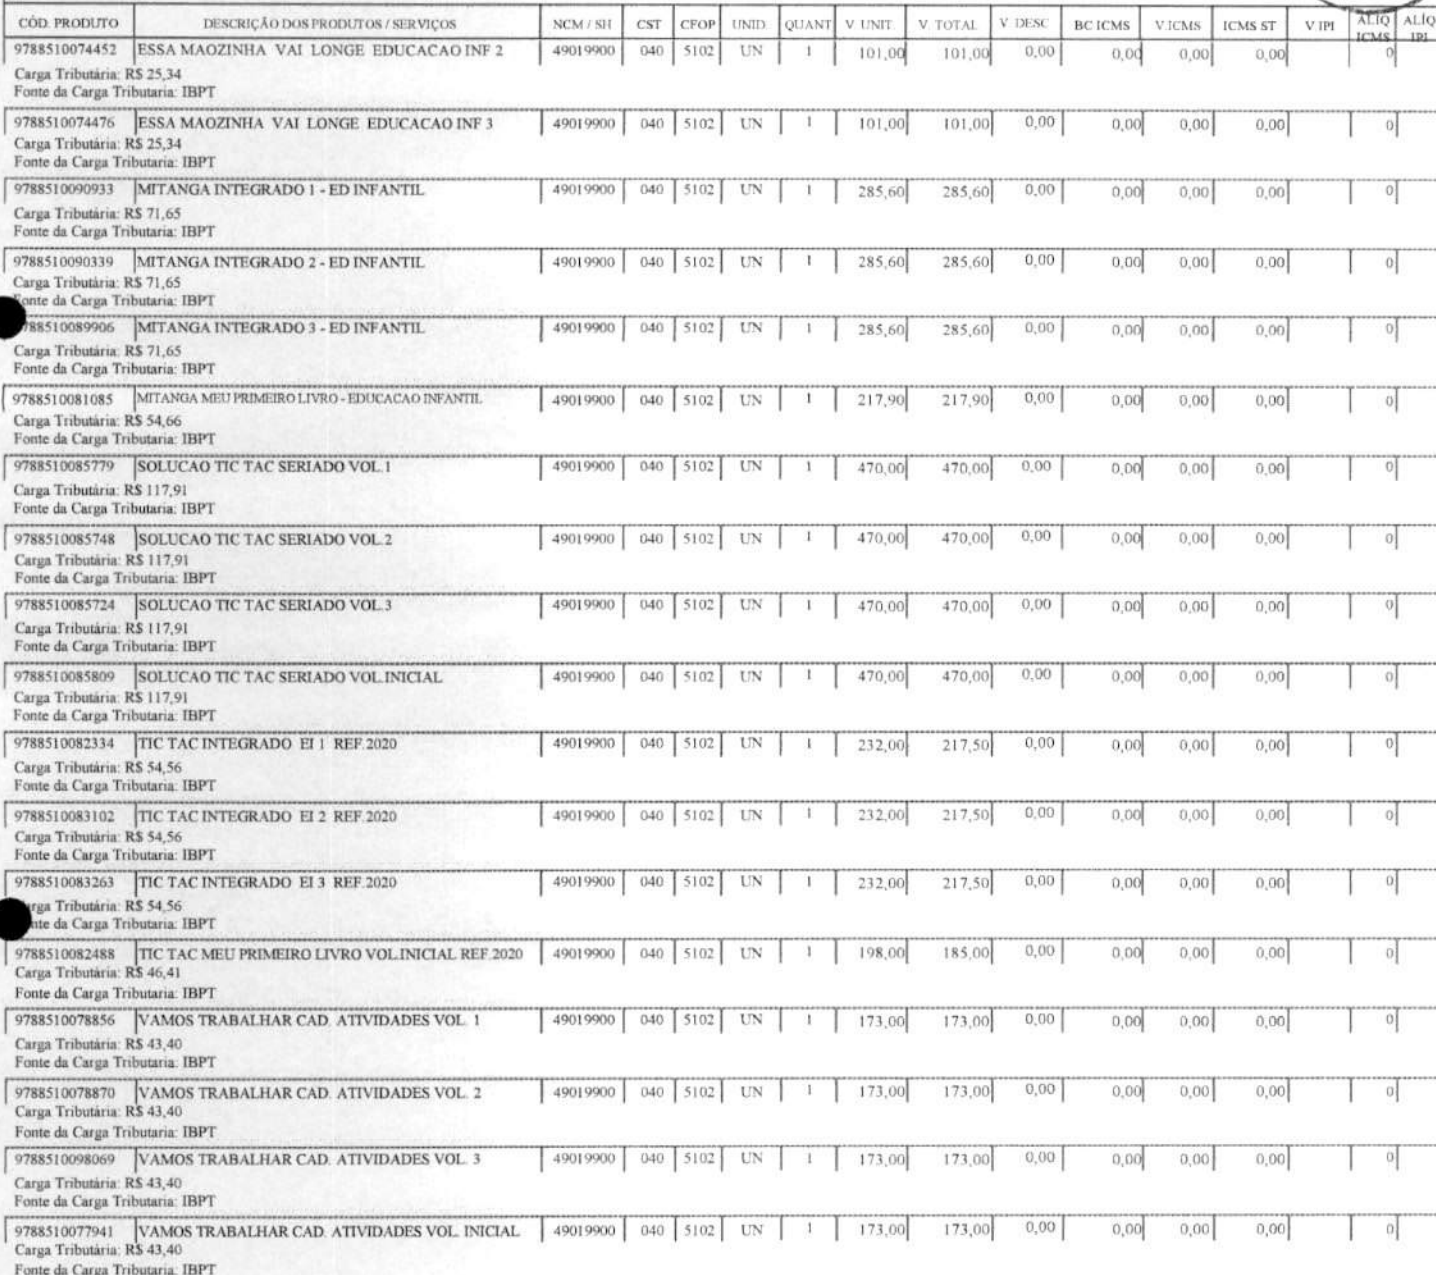 CÓD. PRODUTO DESCRIÇÃO DOS PRODUTOS / SERVIÇOS NCM / SH CST CFOP UNID QUANT V. UNIT V. TOTAL V. DESC BC ICMS V.ICMS ICMS ST V IPI ALÍQ ICMS ALÍQ IPI
9788510074452 ESSA MAOZINHA VAI LONGE EDUCACAO INF 2 49019900 040 5102 UN 1 101,00 101,00 0,00 0,00 0,00 0,00 0
Carga Tributária: R$ 25,34
Fonte da Carga Tributaria: IBPT
9788510074476 ESSA MAOZINHA VAI LONGE EDUCACAO INF 3 49019900 040 5102 UN 1 101,00 101,00 0,00 0,00 0,00 0,00 0
Carga Tributária: R$ 25,34
Fonte da Carga Tributaria: IBPT
9788510090933 MITANGA INTEGRADO 1 - ED INFANTIL 49019900 040 5102 UN 1 285,60 285,60 0,00 0,00 0,00 0,00 0
Carga Tributária: R$ 71,65
Fonte da Carga Tributaria: IBPT
9788510090339 MITANGA INTEGRADO 2 - ED INFANTIL 49019900 040 5102 UN 1 285,60 285,60 0,00 0,00 0,00 0,00 0
Carga Tributária: R$ 71,65
onte da Carga Tributaria: IBPT
88510089906 MITANGA INTEGRADO 3 - ED INFANTIL 49019900 040 5102 UN 1 285,60 285,60 0,00 0,00 0,00 0,00 0
Carga Tributária: R$ 71,65
Fonte da Carga Tributaria: IBPT
9788510081085 MITANGA MEU PRIMEIRO LIVRO - EDUCACAO INFANTIL 49019900 040 5102 UN 1 217,90 217,90 0,00 0,00 0,00 0,00 0
Carga Tributária: R$ 54,66
Fonte da Carga Tributaria: IBPT
9788510085779 SOLUCAO TIC TAC SERIADO VOL.1 49019900 040 5102 UN 1 470,00 470,00 0,00 0,00 0,00 0,00 0
Carga Tributária: R$ 117,91
Fonte da Carga Tributaria: IBPT
9788510085748 SOLUCAO TIC TAC SERIADO VOL.2 49019900 040 5102 UN 1 470,00 470,00 0,00 0,00 0,00 0,00 0
Carga Tributária: R$ 117,91
Fonte da Carga Tributaria: IBPT
9788510085724 SOLUCAO TIC TAC SERIADO VOL.3 49019900 040 5102 UN 1 470,00 470,00 0,00 0,00 0,00 0,00 0
Carga Tributária: R$ 117,91
Fonte da Carga Tributaria: IBPT
9788510085809 SOLUCAO TIC TAC SERIADO VOL.INICIAL 49019900 040 5102 UN 1 470,00 470,00 0,00 0,00 0,00 0,00 0
Carga Tributária: R$ 117,91
Fonte da Carga Tributaria: IBPT
9788510082334 TIC TAC INTEGRADO EI 1 REF.2020 49019900 040 5102 UN 1 232,00 217,50 0,00 0,00 0,00 0,00 0
Carga Tributária: R$ 54,56
Fonte da Carga Tributaria: IBPT
9788510083102 TIC TAC INTEGRADO EI 2 REF.2020 49019900 040 5102 UN 1 232,00 217,50 0,00 0,00 0,00 0,00 0
Carga Tributária: R$ 54,56
Fonte da Carga Tributaria: IBPT
9788510083263 TIC TAC INTEGRADO EI 3 REF.2020 49019900 040 5102 UN 1 232,00 217,50 0,00 0,00 0,00 0,00 0
arga Tributária: R$ 54,56
nte da Carga Tributaria: IBPT
9788510082488 TIC TAC MEU PRIMEIRO LIVRO VOL.INICIAL REF.2020 49019900 040 5102 UN 1 198,00 185,00 0,00 0,00 0,00 0,00 0
Carga Tributária: R$ 46,41
Fonte da Carga Tributaria: IBPT
9788510078856 VAMOS TRABALHAR CAD. ATIVIDADES VOL. 1 49019900 040 5102 UN 1 173,00 173,00 0,00 0,00 0,00 0,00 0
Carga Tributária: R$ 43,40
Fonte da Carga Tributaria: IBPT
9788510078870 VAMOS TRABALHAR CAD. ATIVIDADES VOL. 2 49019900 040 5102 UN 1 173,00 173,00 0,00 0,00 0,00 0,00 0
Carga Tributária: R$ 43,40
Fonte da Carga Tributaria: IBPT
9788510098069 VAMOS TRABALHAR CAD. ATIVIDADES VOL. 3 49019900 040 5102 UN 1 173,00 173,00 0,00 0,00 0,00 0,00 0
Carga Tributária: R$ 43,40
Fonte da Carga Tributaria: IBPT
9788510077941 VAMOS TRABALHAR CAD. ATIVIDADES VOL. INICIAL 49019900 040 5102 UN 1 173,00 173,00 0,00 0,00 0,00 0,00 0
Carga Tributária: R$ 43,40
Fonte da Carga Tributaria: IBPT